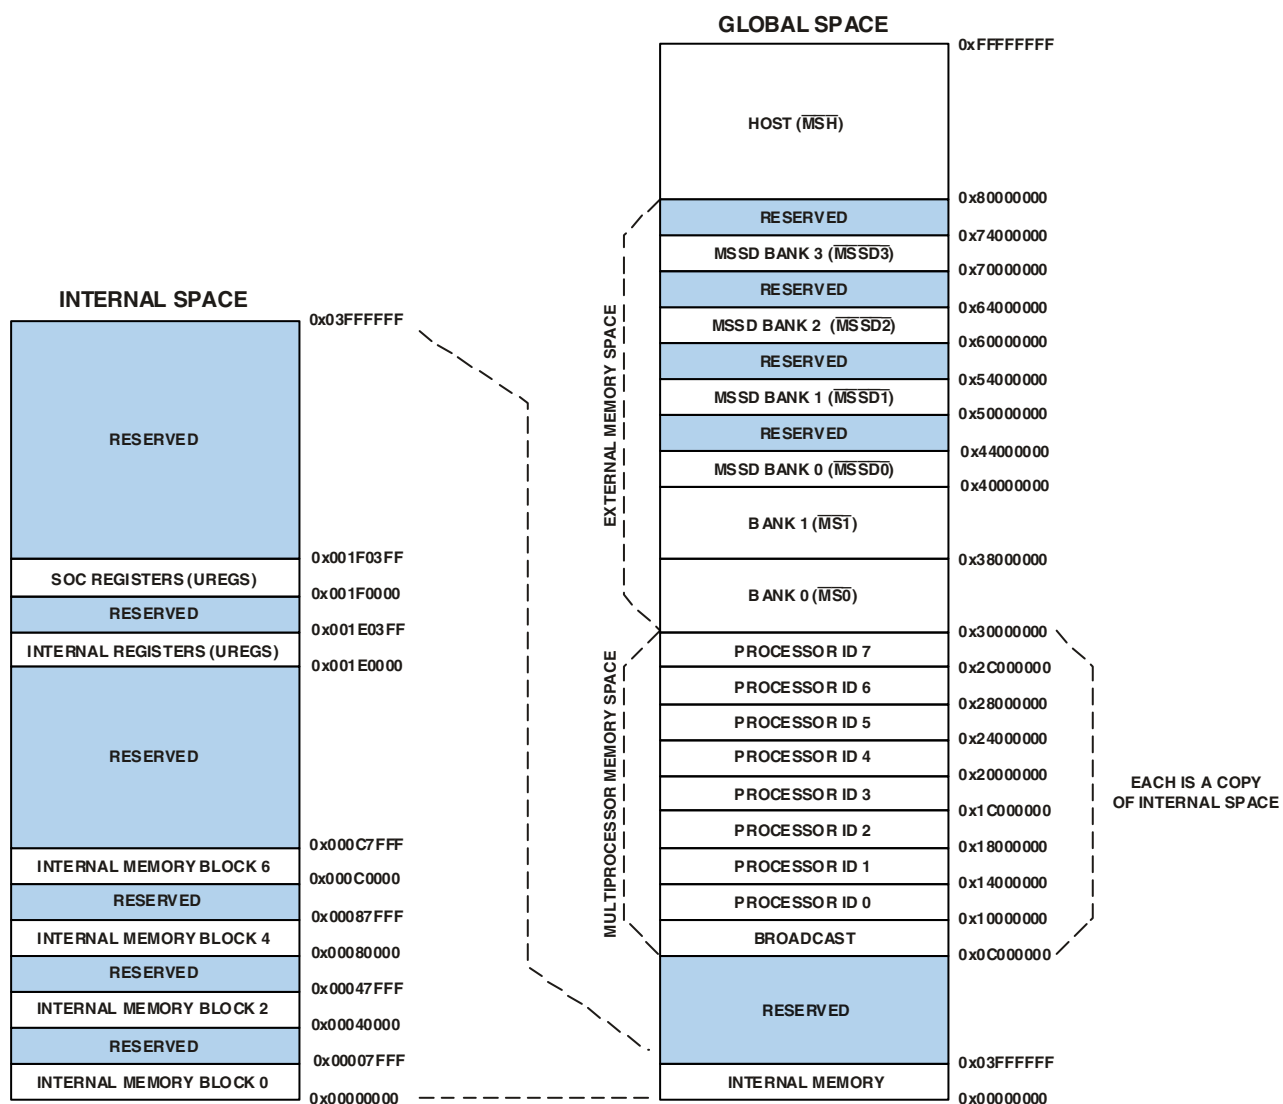 INTERNAL SPACE
0x03FFFFFF
RESERVED
0x001F03FF
SOC REGISTERS (UREGS)
0x001F0000
RESERVED
0x001E03FF
INTERNAL REGISTERS (UREGS)
0x001E0000
RESERVED
0x000C7FFF
INTERNAL MEMORY BLOCK 6
0x000C0000
RESERVED
0x00087FFF
INTERNAL MEMORY BLOCK 4
0x00080000
RESERVED
0x00047FFF
INTERNAL MEMORY BLOCK 2
0x00040000
RESERVED
0x00007FFF
INTERNAL MEMORY BLOCK 0
0x00000000
GLOBAL SPACE
0xFFFFFFFF
HOST (MSH)
0x80000000
RESERVED
0x74000000
MSSD BANK 3 (MSSD3)
0x70000000
RESERVED
0x64000000
MSSD BANK 2 (MSSD2)
0x60000000
RESERVED
0x54000000
MSSD BANK 1 (MSSD1)
0x50000000
RESERVED
0x44000000
MSSD BANK 0 (MSSD0)
0x40000000
BANK 1 (MS1)
0x38000000
BANK 0 (MS0)
0x30000000
PROCESSOR ID 7
0x2C000000
PROCESSOR ID 6
0x28000000
PROCESSOR ID 5
0x24000000
PROCESSOR ID 4
0x20000000
PROCESSOR ID 3
0x1C000000
PROCESSOR ID 2
0x18000000
PROCESSOR ID 1
0x14000000
PROCESSOR ID 0
0x10000000
BROADCAST
0x0C000000
RESERVED
0x03FFFFFF
INTERNAL MEMORY
0x00000000
EXTERNAL MEMORY SPACE
MULTIPROCESSOR MEMORY SPACE
EACH IS A COPY
OF INTERNAL SPACE